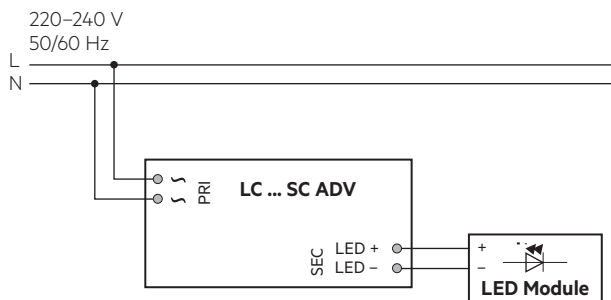 220–240 V
50/60 Hz
L
N
~
~
PRI
LC ... SC ADV
SEC
LED +
LED –
+
–
LED Module